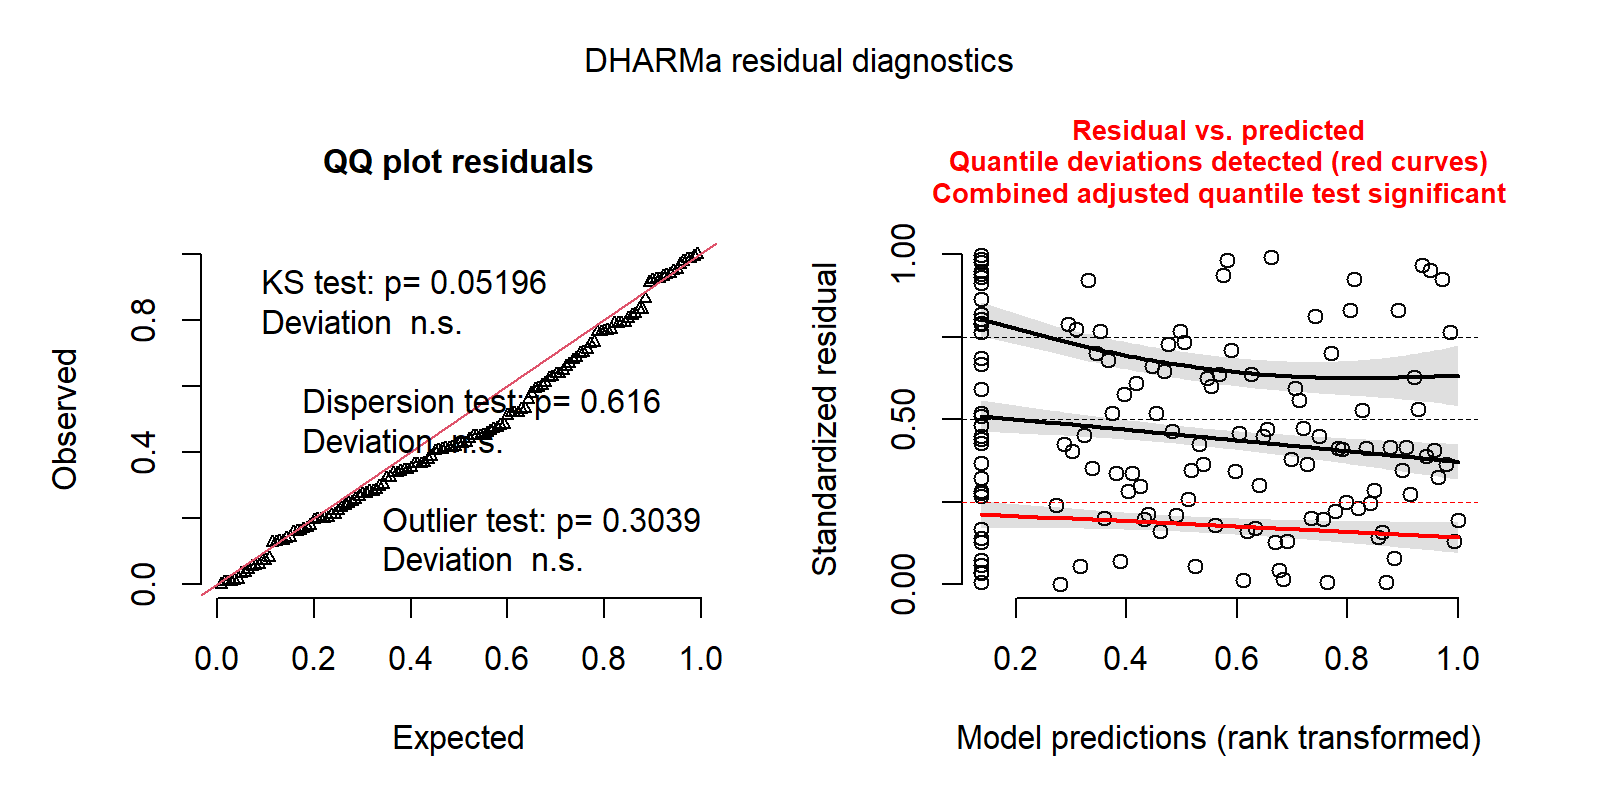 DHARMa residual diagnostics
QQ plot residuals
KS test: p= 0.05196
Deviation  n.s.
Dispersion test: p= 0.616
Deviation  n.s.
Outlier test: p= 0.3039
Deviation  n.s.
Observed
0.0
0.4
0.8
0.0 0.2 0.4 0.6 0.8 1.0
Expected
Residual vs. predicted
Quantile deviations detected (red curves)
Combined adjusted quantile test significant
Standardized residual
0.00
0.50
1.00
0.2 0.4 0.6 0.8 1.0
Model predictions (rank transformed)